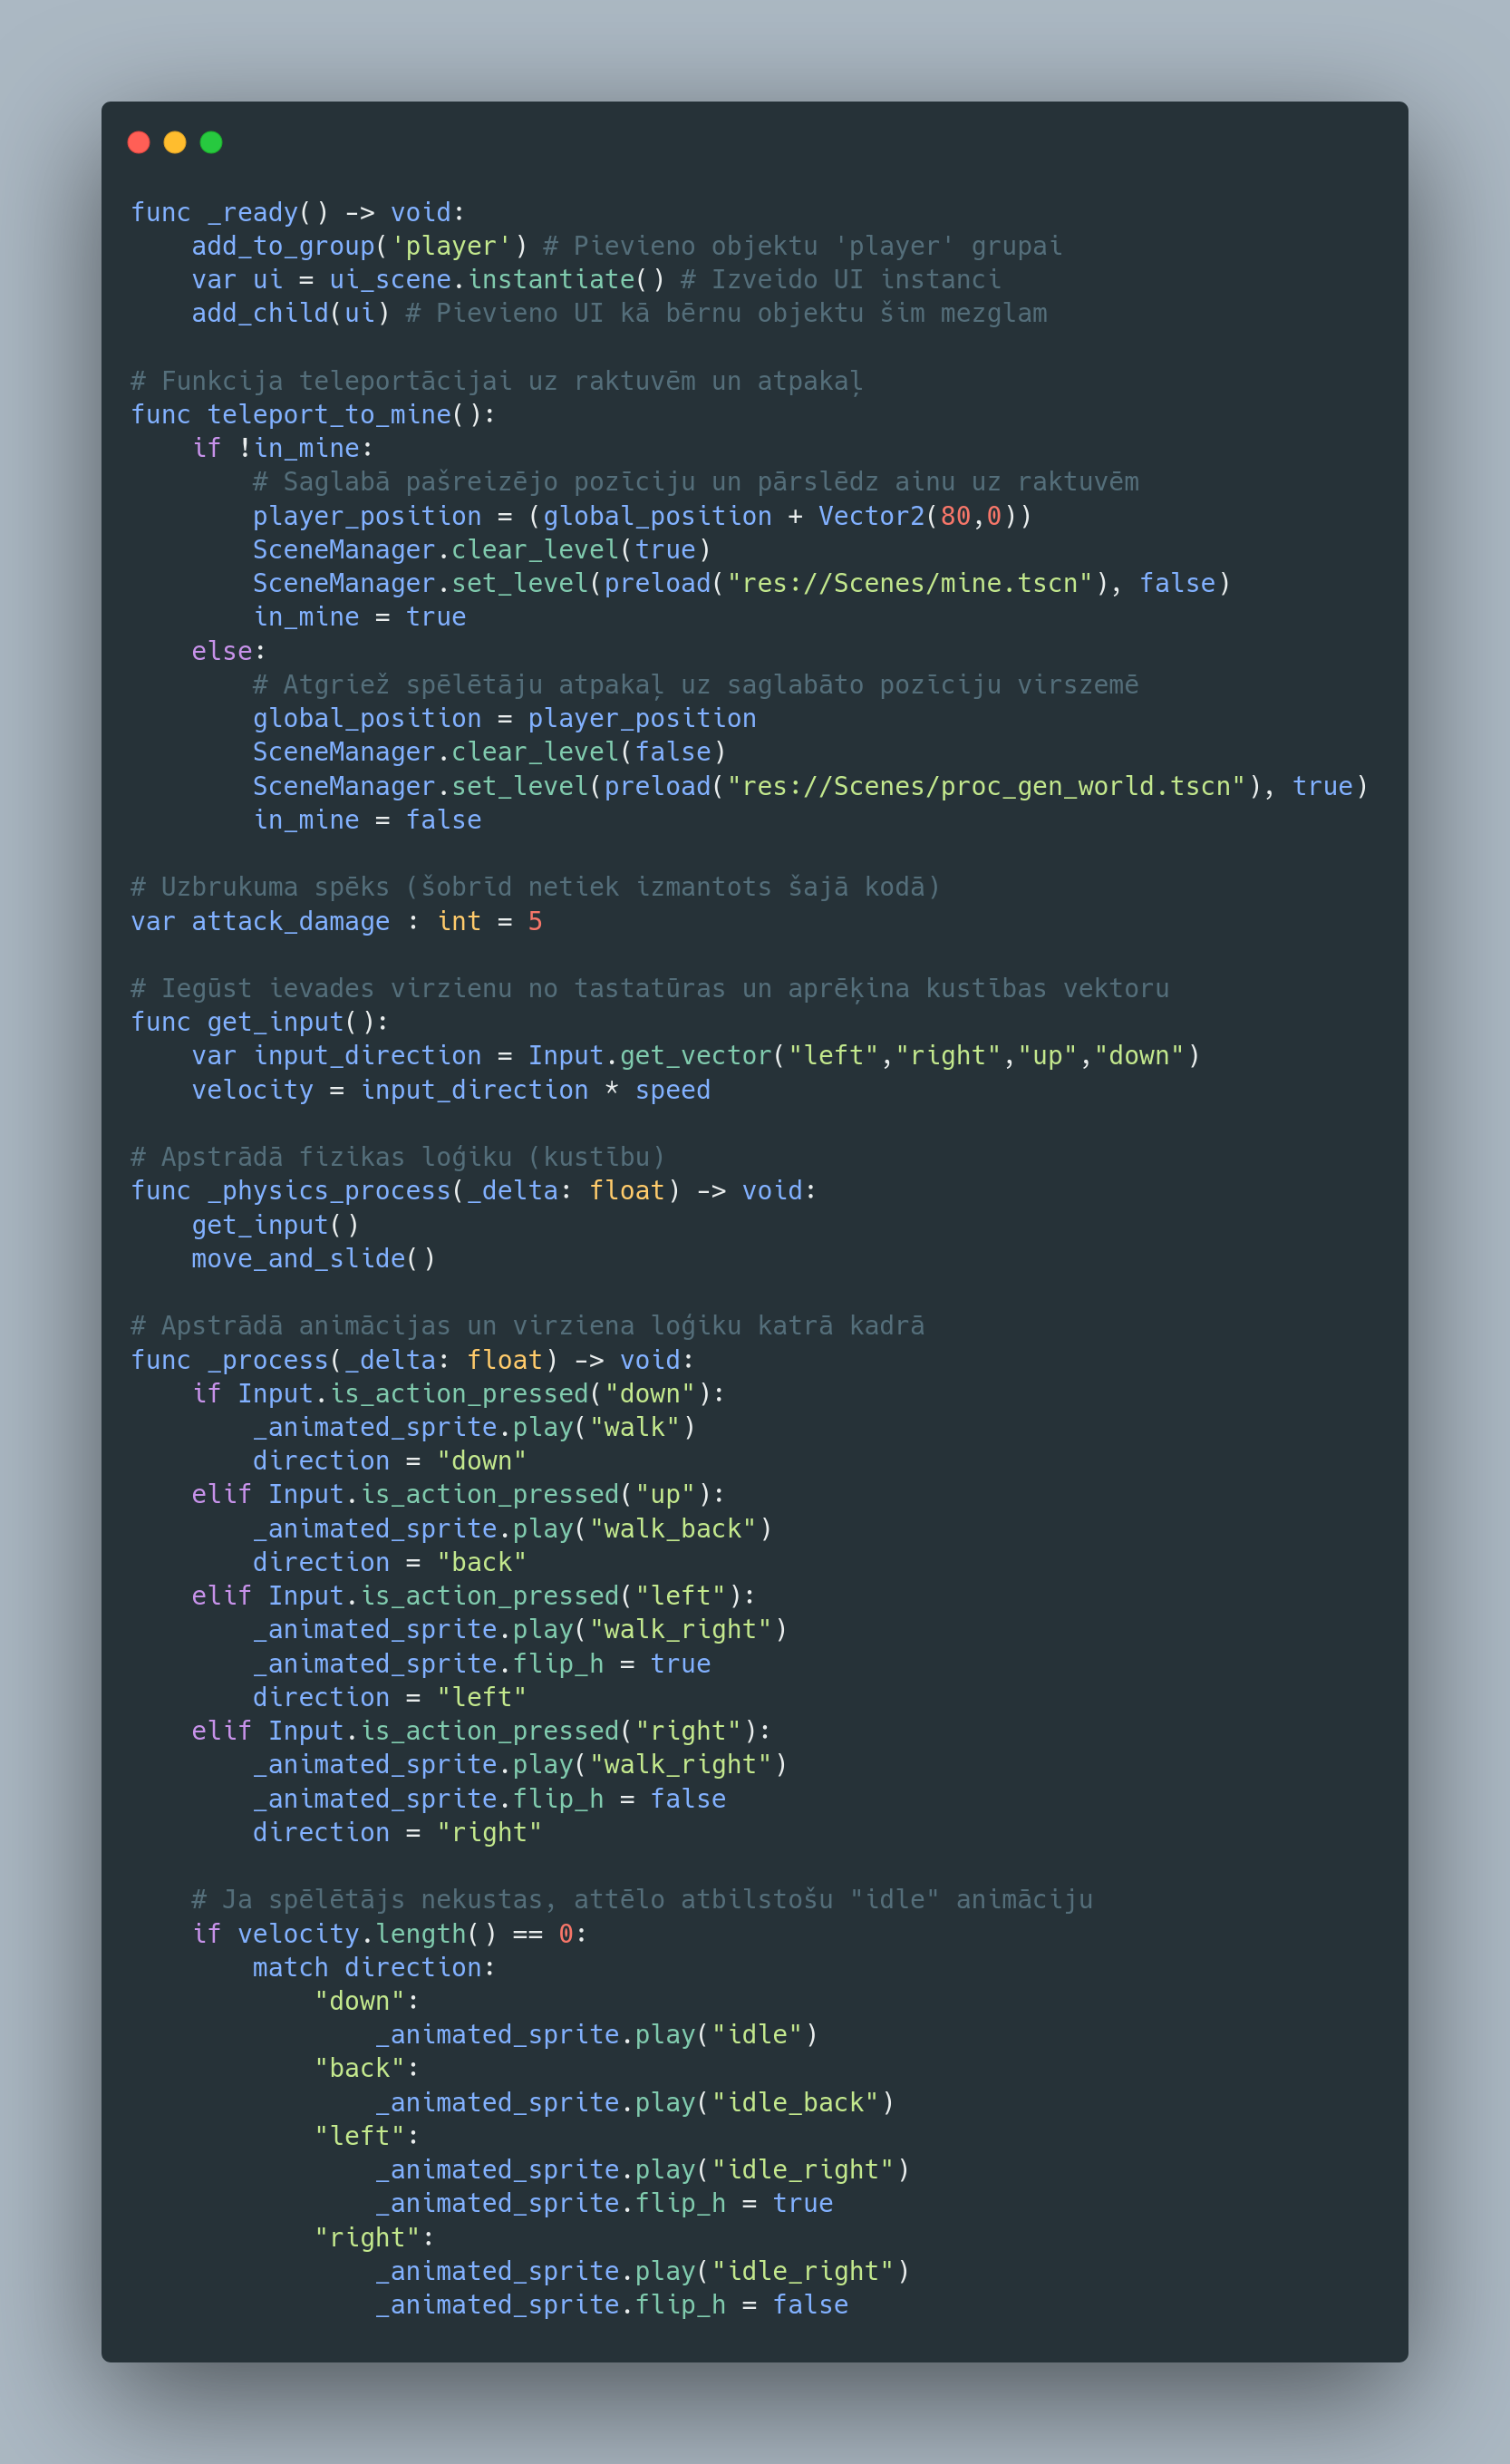 func _ready() -> void:
    add_to_group('player') # Pievieno objektu 'player' grupai
    var ui = ui_scene.instantiate() # Izveido UI instanci
    add_child(ui) # Pievieno UI kā bērnu objektu šim mezglam

# Funkcija teleportācijai uz raktuvēm un atpakaļ
func teleport_to_mine():
    if !in_mine:
        # Saglabā pašreizējo pozīciju un pārslēdz ainu uz raktuvēm
        player_position = (global_position + Vector2(80,0))
        SceneManager.clear_level(true)
        SceneManager.set_level(preload("res://Scenes/mine.tscn"), false)
        in_mine = true
    else:
        # Atgriež spēlētāju atpakaļ uz saglabāto pozīciju virszemē
        global_position = player_position
        SceneManager.clear_level(false)
        SceneManager.set_level(preload("res://Scenes/proc_gen_world.tscn"), true)
        in_mine = false

# Uzbrukuma spēks (šobrīd netiek izmantots šajā kodā)
var attack_damage : int = 5

# Iegūst ievades virzienu no tastatūras un aprēķina kustības vektoru
func get_input():
    var input_direction = Input.get_vector("left","right","up","down")
    velocity = input_direction * speed

# Apstrādā fizikas loģiku (kustību)
func _physics_process(_delta: float) -> void:
    get_input()
    move_and_slide()

# Apstrādā animācijas un virziena loģiku katrā kadrā
func _process(_delta: float) -> void:
    if Input.is_action_pressed("down"):
        _animated_sprite.play("walk")
        direction = "down"
    elif Input.is_action_pressed("up"):
        _animated_sprite.play("walk_back")
        direction = "back"
    elif Input.is_action_pressed("left"):
        _animated_sprite.play("walk_right")
        _animated_sprite.flip_h = true
        direction = "left"
    elif Input.is_action_pressed("right"):
        _animated_sprite.play("walk_right")
        _animated_sprite.flip_h = false
        direction = "right"

    # Ja spēlētājs nekustas, attēlo atbilstošu "idle" animāciju
    if velocity.length() == 0:
        match direction:
            "down":
                _animated_sprite.play("idle")
            "back":
                _animated_sprite.play("idle_back")
            "left":
                _animated_sprite.play("idle_right")
                _animated_sprite.flip_h = true
            "right":
                _animated_sprite.play("idle_right")
                _animated_sprite.flip_h = false